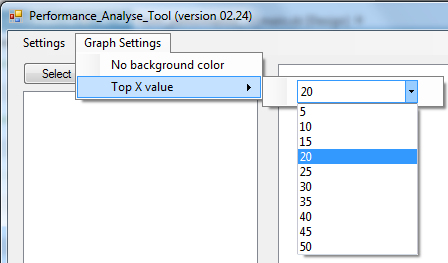 Performance_Analyse_Tool (version 02.24)
Settings Graph Settings
No background color
Select
Top X value
20
5
10
15
20
25
30
35
40
45
50